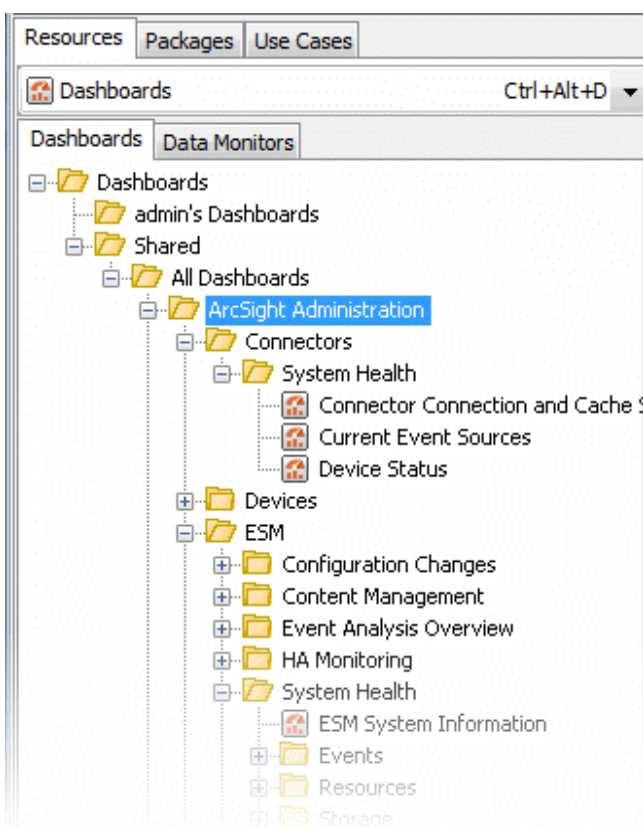 Resources Packages Use Cases
Dashboards Ctrl+Alt+D
Dashboards Data Monitors
Dashboards
admin's Dashboards
Shared
All Dashboards
ArcSight Administration
Connectors
System Health
Connector Connection and Cache S
Current Event Sources
Device Status
Devices
ESM
Configuration Changes
Content Management
Event Analysis Overview
HA Monitoring
System Health
ESM System Information
Events
Resources
Storage